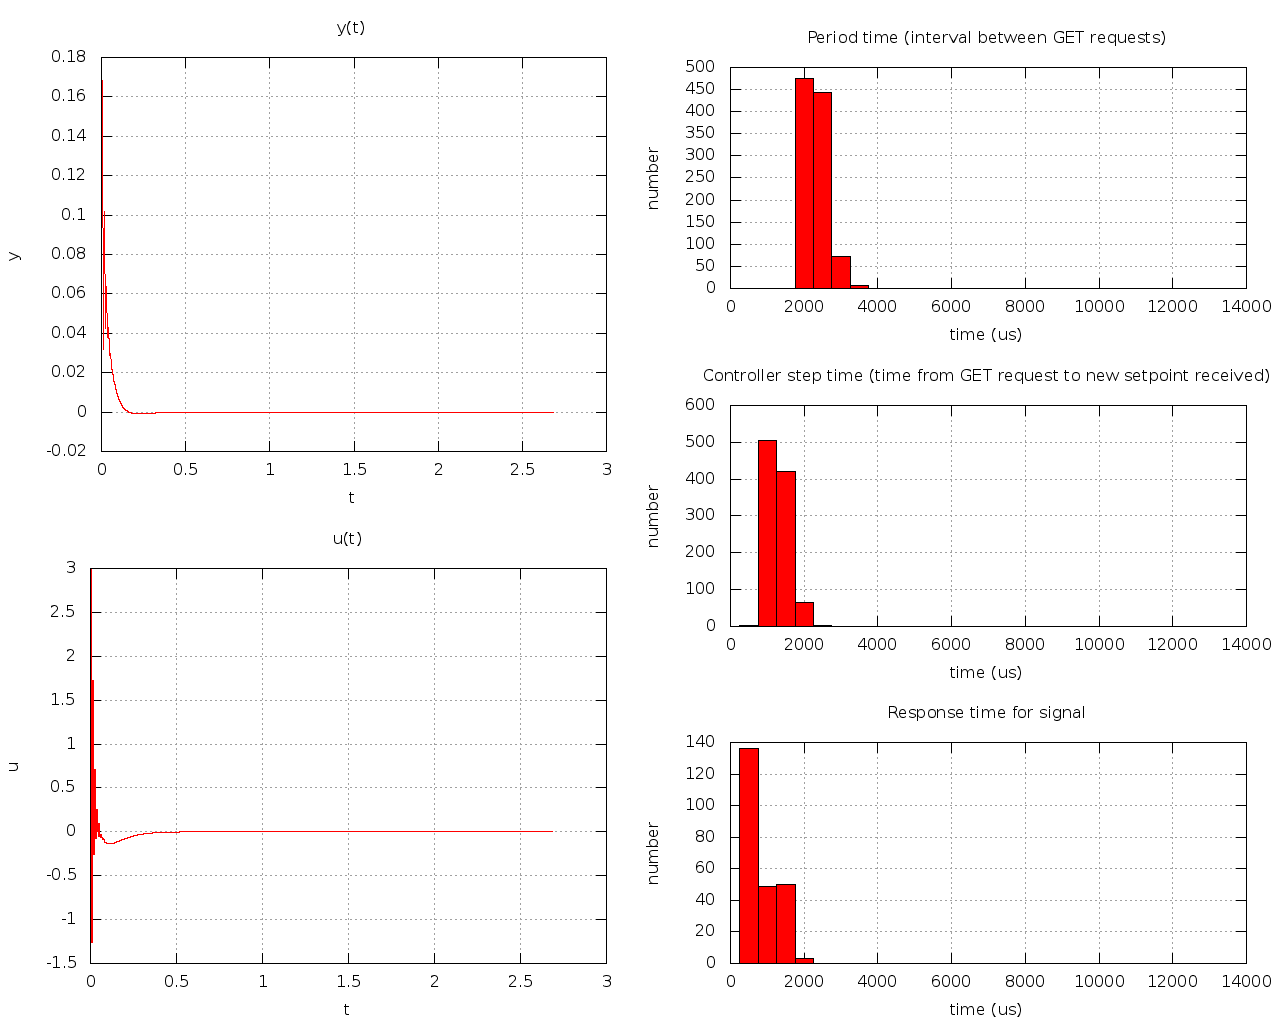 y(t)
0.18
0.16
0.14
0.12
0.1
0.08
0.06
0.04
0.02
0
-0.02
y
0 0.5 1 1.5 2 2.5 3
t
u(t)
3
2.5
2
1.5
1
0.5
0
-0.5
-1
-1.5
u
0 0.5 1 1.5 2 2.5 3
t
Period time (interval between GET requests)
500
450
400
350
300
250
200
150
100
50
0
number
0 2000 4000 6000 8000 10000 12000 14000
time (us)
Controller step time (time from GET request to new setpoint received)
600
500
400
300
200
100
0
number
0 2000 4000 6000 8000 10000 12000 14000
time (us)
Response time for signal
140
120
100
80
60
40
20
0
number
0 2000 4000 6000 8000 10000 12000 14000
time (us)